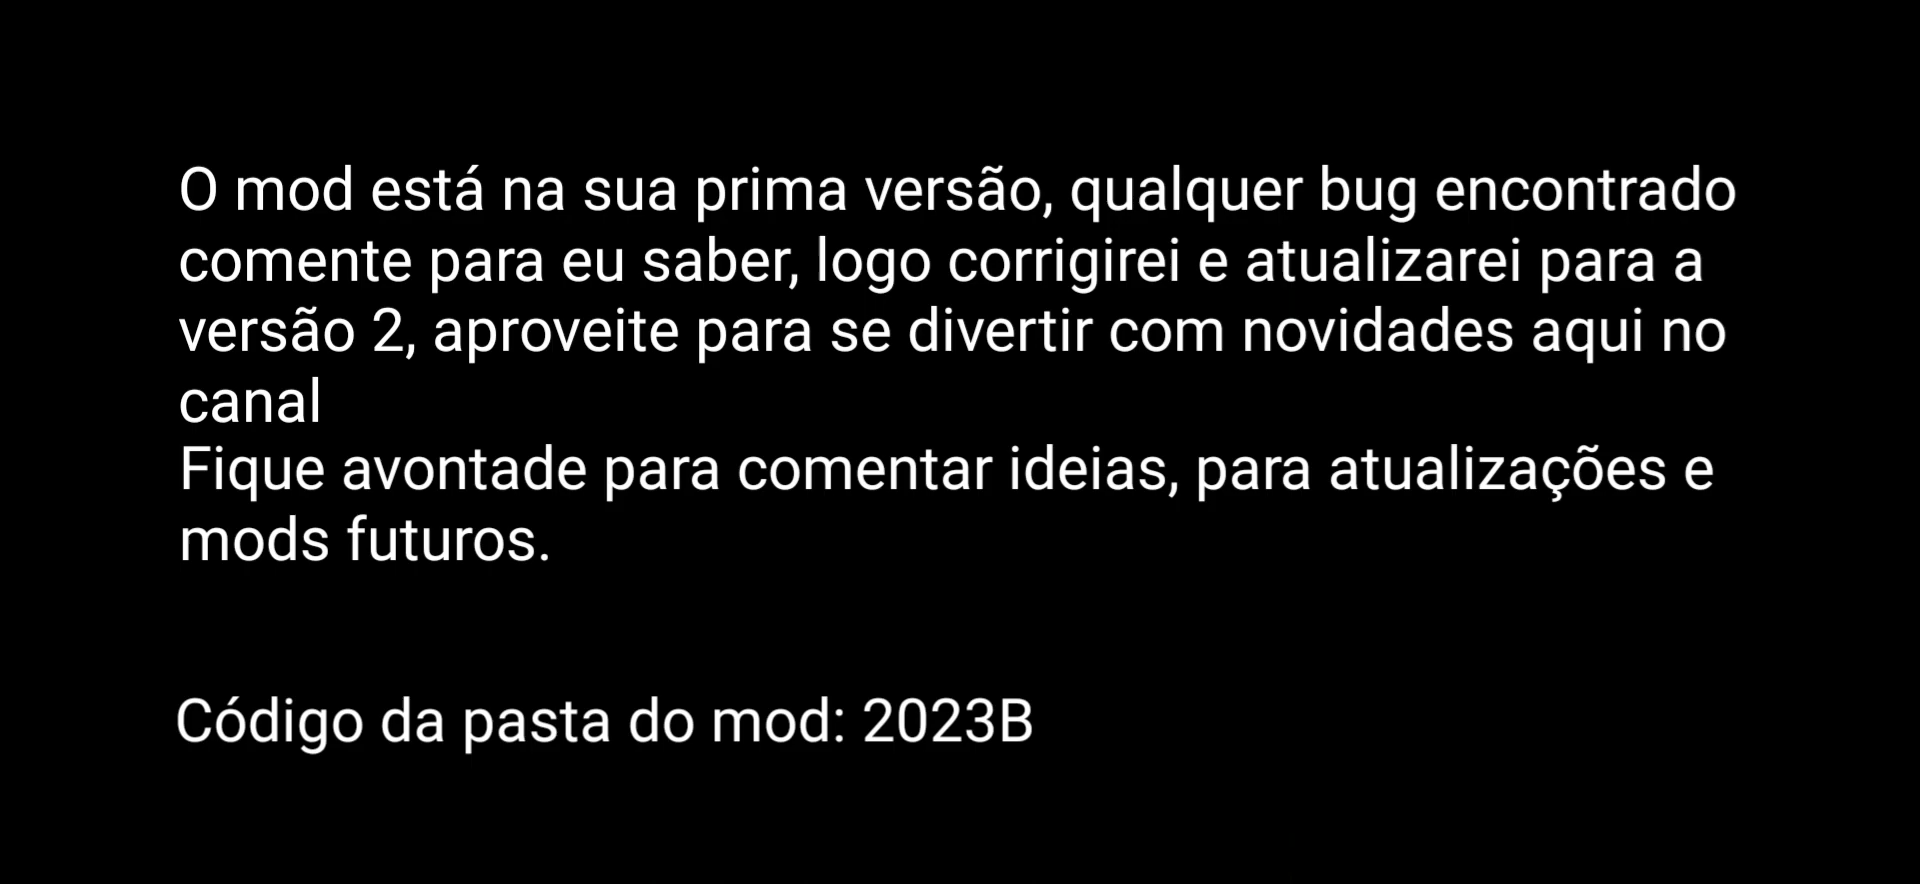 O mod está na sua prima versão, qualquer bug encontrado
comente para eu saber, logo corrigirei e atualizarei para a
versão 2, aproveite para se divertir com novidades aqui no
canal
Fique avontade para comentar ideias, para atualizações e
mods futuros.
Código da pasta do mod: 2023B